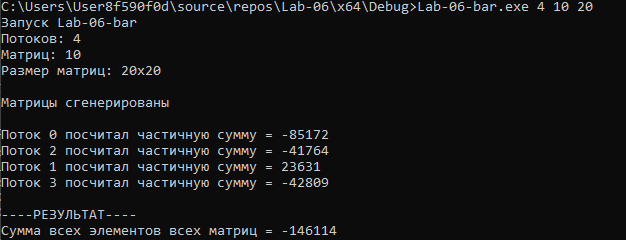 C:\Users\User8f590f0d\source\repos\Lab-06\x64\Debug>Lab-06-bar.exe 4 10 20
Запуск Lab-06-bar
Потоков: 4
Матриц: 10
Размер матриц: 20x20
Матрицы сгенерированы
Поток 0 посчитал частичную сумму = -85172
Поток 2 посчитал частичную сумму = -41764
Поток 1 посчитал частичную сумму = 23631
Поток 3 посчитал частичную сумму = -42809
----РЕЗУЛЬТАТ----
Сумма всех элементов всех матриц = -146114